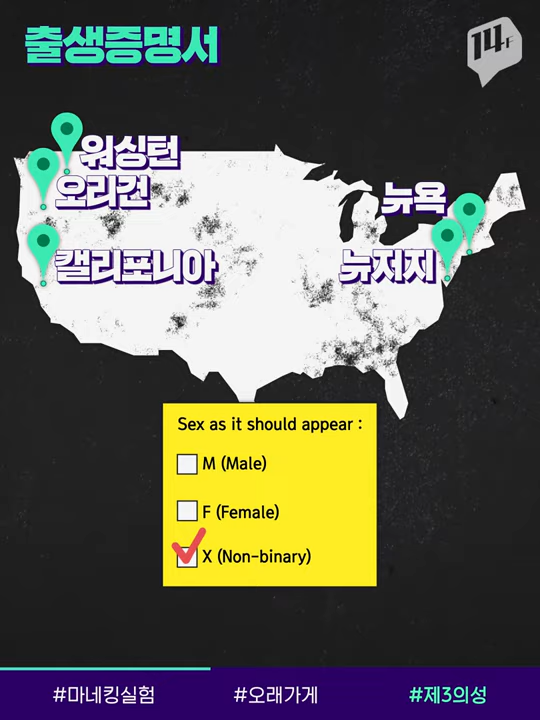 출생증명서
14F
워싱턴
오리건
뉴욕
캘리포니아
뉴저지
Sex as it should appear :
M (Male)
F (Female)
X (Non-binary)
#마네킹실험 #오래가게 #제3의성